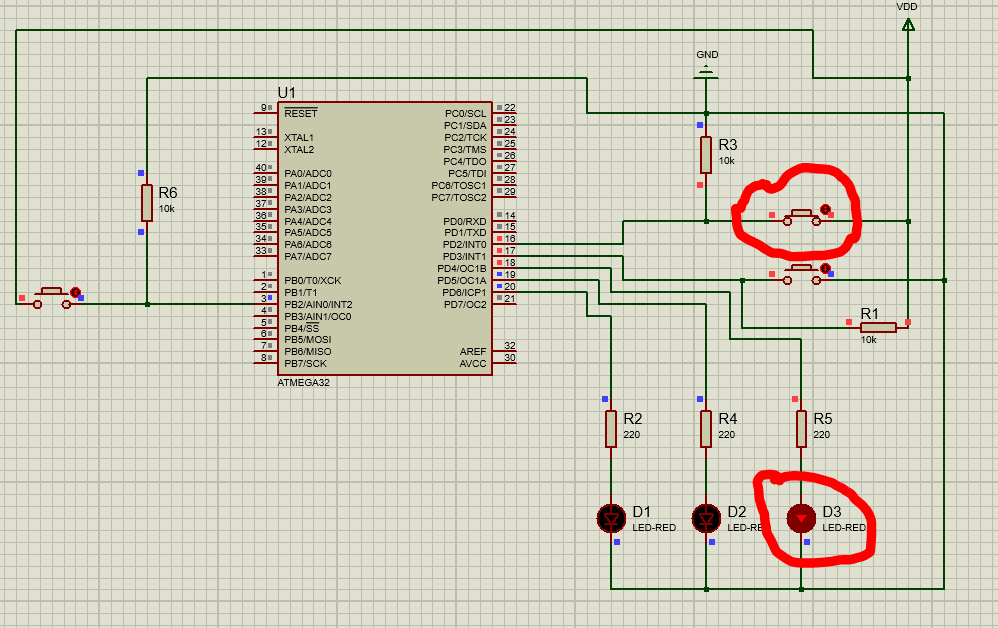 VDD
GND
U1
9
RESET
13
XTAL1
12
XTAL2
40
PA0/ADC0
39
PA1/ADC1
38
PA2/ADC2
37
PA3/ADC3
36
PA4/ADC4
35
PA5/ADC5
34
PA6/ADC6
33
PA7/ADC7
1
PB0/T0/XCK
2
PB1/T1
3
PB2/AIN0/INT2
4
PB3/AIN1/OC0
5
PB4/SS
6
PB5/MOSI
7
PB6/MISO
8
PB7/SCK
PC0/SCL
22
PC1/SDA
23
PC2/TCK
24
PC3/TMS
25
PC4/TDO
26
PC5/TDI
27
PC6/TOSC1
28
PC7/TOSC2
29
PD0/RXD
14
PD1/TXD
15
PD2/INT0
16
PD3/INT1
17
PD4/OC1B
18
PD5/OC1A
19
PD6/ICP1
20
PD7/OC2
21
AREF
32
AVCC
30
ATMEGA32
R6
10k
R3
10k
R1
10k
R2
220
R4
220
R5
220
D1
LED-RED
D2
LED-RE
D3
LED-RED